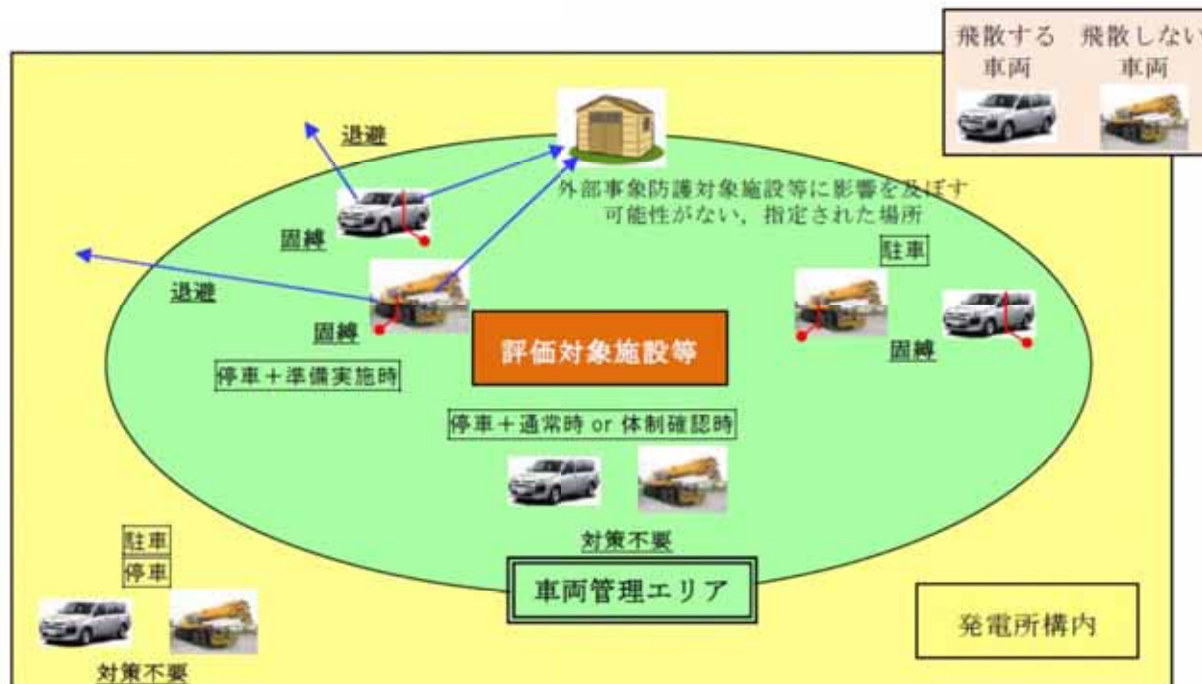 飛散する 飛散しない
車両 車両
退避
外部事象防護対象施設等に影響を及ぼす
可能性がない，指定された場所
固縛
駐車
退避
固縛
固縛
評価対象施設等
停車＋準備実施時
停車＋通常時 or 体制確認時
対策不要
駐車
停車
車両管理エリア
発電所構内
対策不要